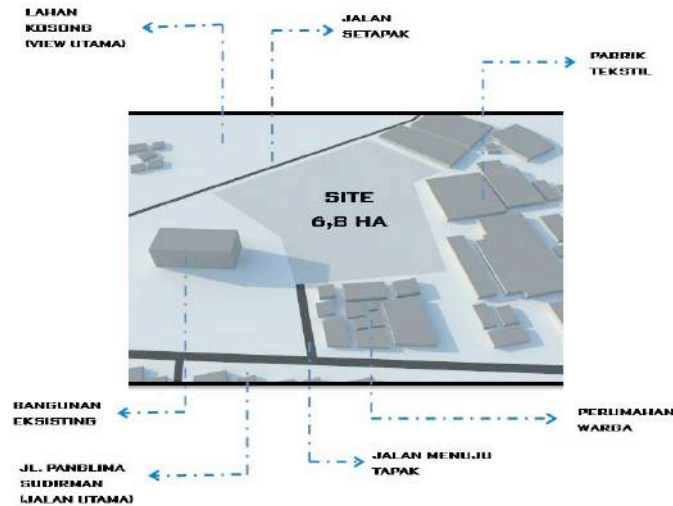 LAHAN
KOSONG
(VIEW UTAMA)
JALAN
SETAPAK
PABRIK
TEKSTIL
SITE
6,8 HA
BANGUNAN
EKSISTING
PERUMAHAN
WARGA
JL. PANGLIMA
SUDIRMAN
(JALAN UTAMA)
JALAN MENUJU
TAPAK